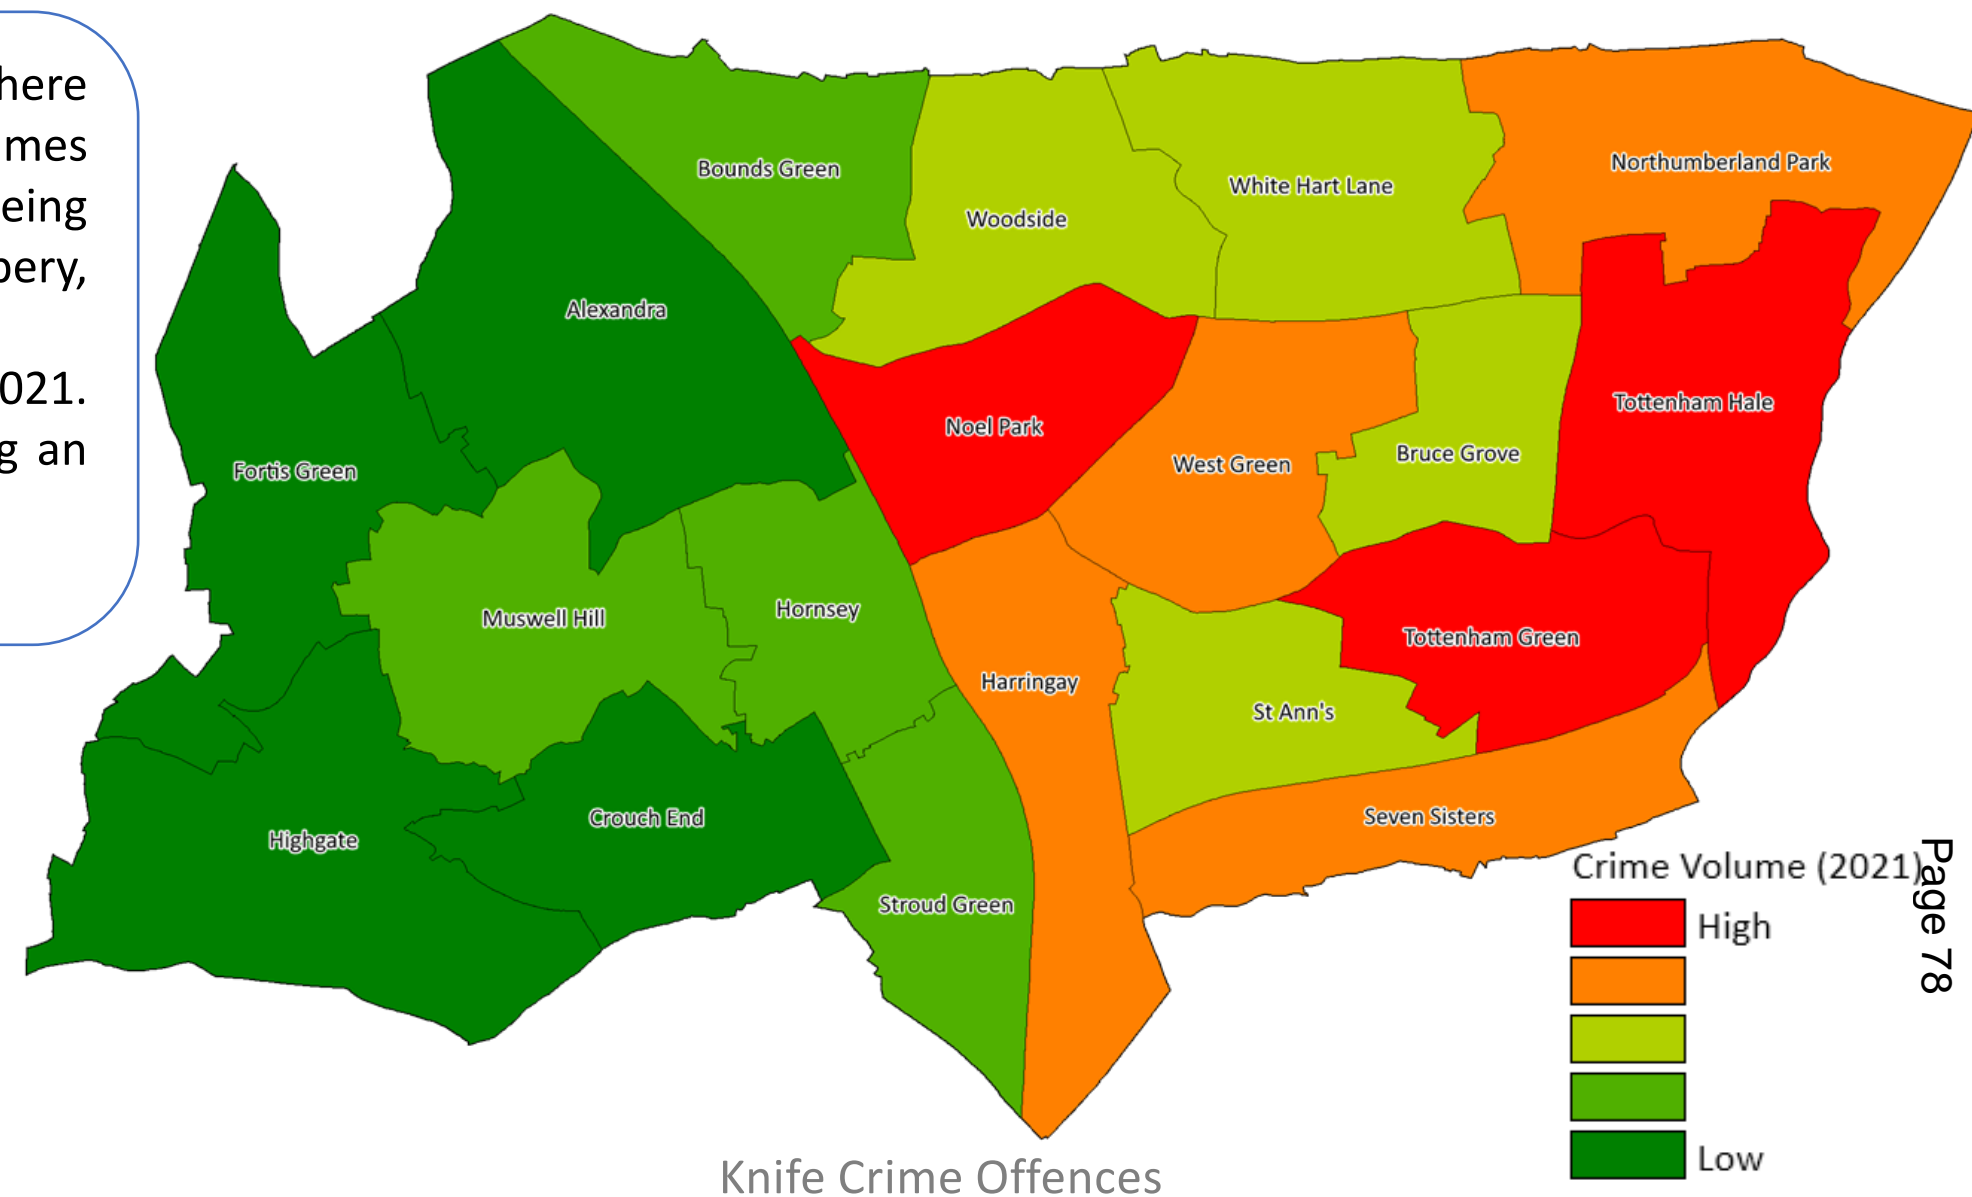 here
mes
eing
bery,
021.
g an
Bounds Green
Woodside
White Hart Lane
Northumberland Park
Alexandra
Tottenham Hale
Noel Park
West Green
Bruce Grove
Fortis Green
Muswell Hill
Hornsey
Tottenham Green
Harringay
St Ann's
Crouch End
Seven Sisters
Highgate
Stroud Green
Crime Volume (2021)
High
Low
Page 78
Knife Crime Offences